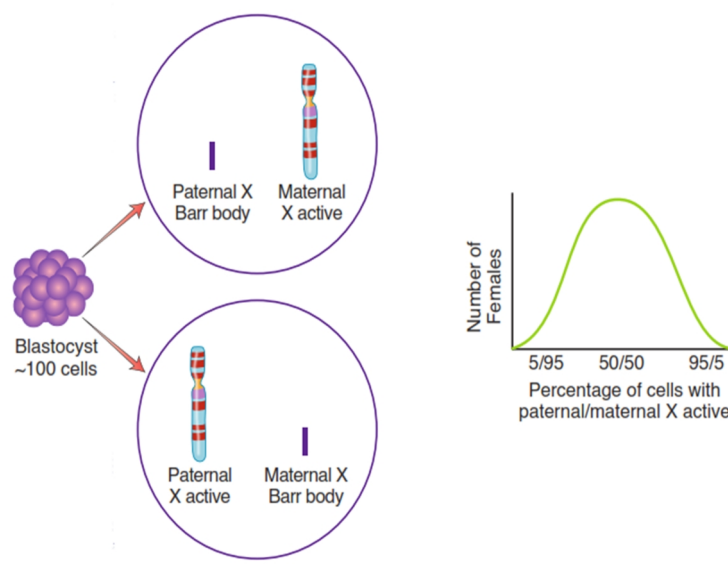 Paternal X
Barr body
Maternal
X active
Blastocyst
~100 cells
Paternal
X active
Maternal X
Barr body
Number of
Females
5/95
50/50
95/5
Percentage of cells with
paternal/maternal X active